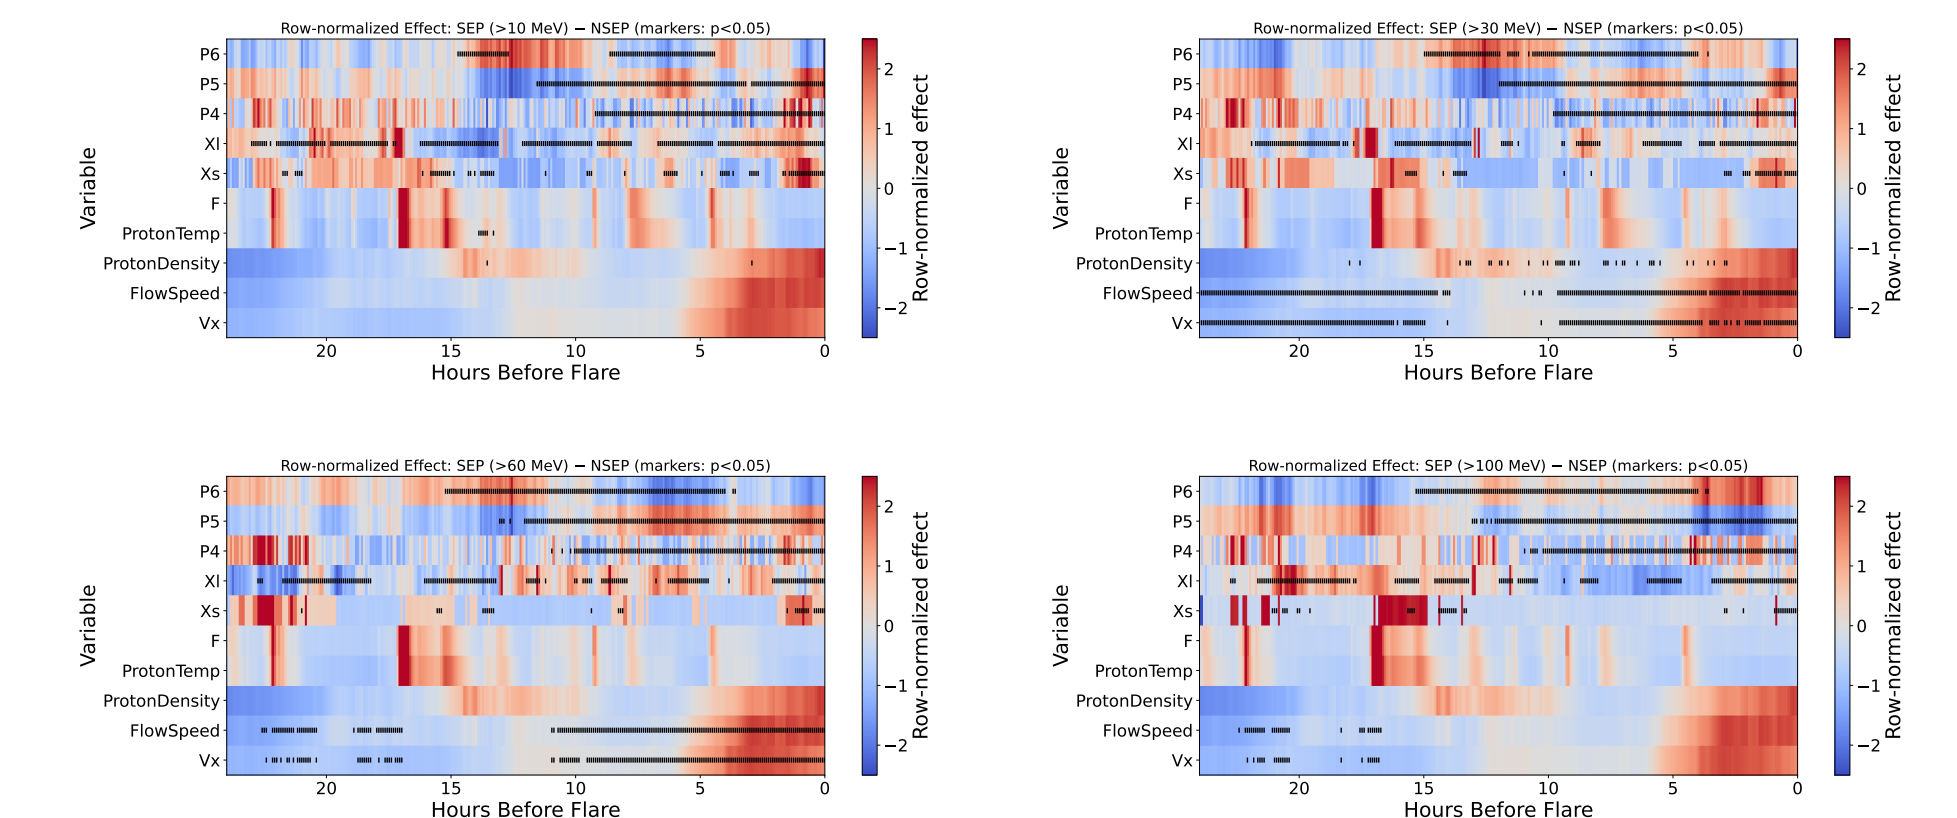 Row-normalized Effect: SEP (>10 MeV) − NSEP (markers: p<0.05)
P6
P5
P4
Xl
Xs
F
ProtonTemp
ProtonDensity
FlowSpeed
Vx
Variable
20 15 10 5 0
Hours Before Flare
2
1
0
−1
−2
Row-normalized effect
Row-normalized Effect: SEP (>30 MeV) − NSEP (markers: p<0.05)
P6
P5
P4
Xl
Xs
F
ProtonTemp
ProtonDensity
FlowSpeed
Vx
Variable
20 15 10 5 0
Hours Before Flare
2
1
0
−1
−2
Row-normalized effect
Row-normalized Effect: SEP (>60 MeV) − NSEP (markers: p<0.05)
P6
P5
P4
Xl
Xs
F
ProtonTemp
ProtonDensity
FlowSpeed
Vx
Variable
20 15 10 5 0
Hours Before Flare
2
1
0
−1
−2
Row-normalized effect
Row-normalized Effect: SEP (>100 MeV) − NSEP (markers: p<0.05)
P6
P5
P4
Xl
Xs
F
ProtonTemp
ProtonDensity
FlowSpeed
Vx
Variable
20 15 10 5 0
Hours Before Flare
2
1
0
−1
−2
Row-normalized effect